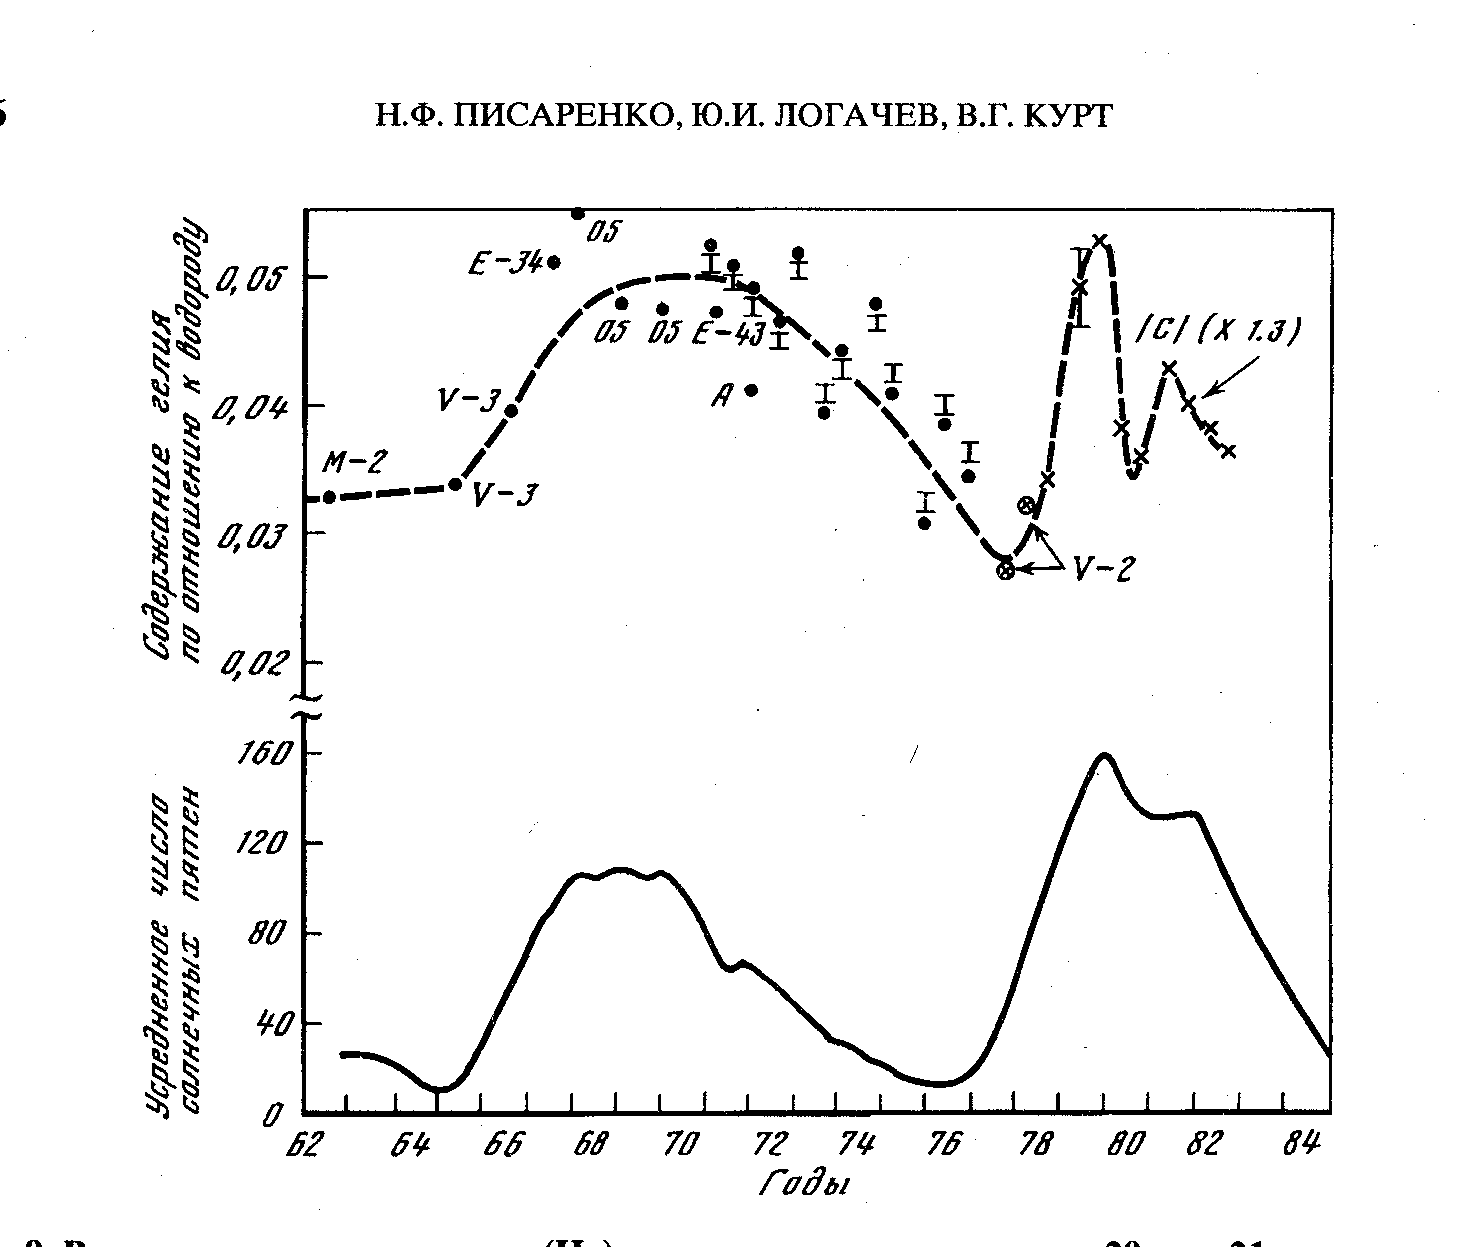 Н.Ф. ПИСАРЕНКО, Ю.И. ЛОГАЧЕВ, В.Г. КУРТ
Содержание гелия
по отношению к водороду
0,05
0,04
0,03
0,02
05
E-34
05 05 E-43
A
V-3
M-2
V-3
|C| (X 1.3)
V-2
Усредненное число
солнечных пятен
160
120
80
40
0
62 64 66 68 70 72 74 76 78 80 82 84
Годы